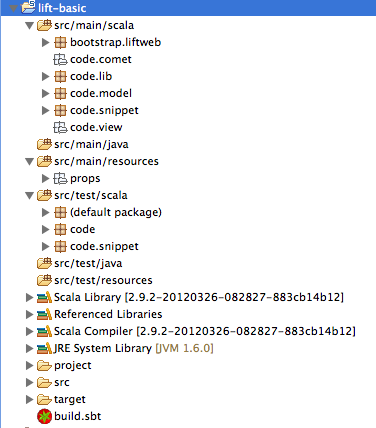 lift-basic
src/main/scala
bootstrap.liftweb
code.comet
code.lib
code.model
code.snippet
code.view
src/main/java
src/main/resources
props
src/test/scala
(default package)
code
code.snippet
src/test/java
src/test/resources
Scala Library [2.9.2-20120326-082827-883cb14b12]
Referenced Libraries
Scala Compiler [2.9.2-20120326-082827-883cb14b12]
JRE System Library [JVM 1.6.0]
project
src
target
build.sbt